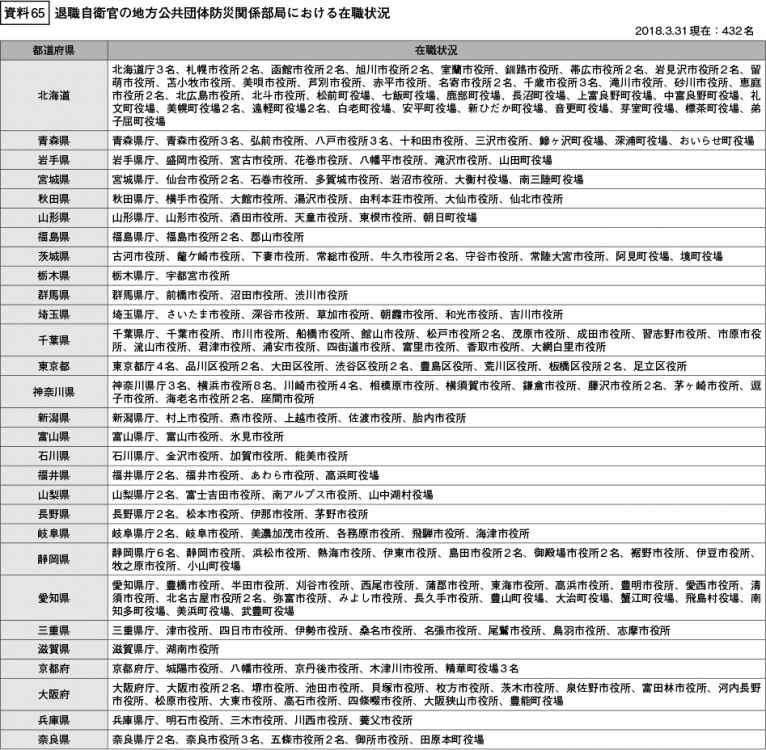 資料65 退職自衛官の地方公共団体防災関係部局における在職状況
2018.3.31現在：432名
都道府県 在職状況
北海道 北海道庁３名、札幌市役所２名、函館市役所２名、旭川市役所２名、室蘭市役所、釧路市役所、帯広市役所２名、岩見沢市役所２名、留
萌市役所、苫小牧市役所、美唄市役所、芦別市役所、赤平市役所、名寄市役所２名、千歳市役所３名、滝川市役所、砂川市役所、恵庭
市役所２名、北広島市役所、北斗市役所、松前町役場、七飯町役場、鹿部町役場、長沼町役場、上富良野町役場、中富良野町役場、礼
文町役場、美幌町役場２名、遠軽町役場２名、白老町役場、安平町役場、新ひだか町役場、音更町役場、芽室町役場、標茶町役場、弟
子屈町役場
青森県 青森県庁、青森市役所３名、弘前市役所、八戸市役所３名、十和田市役所、三沢市役所、鰺ヶ沢町役場、深浦町役場、おいらせ町役場
岩手県 岩手県庁、盛岡市役所、宮古市役所、花巻市役所、八幡平市役所、滝沢市役所、山田町役場
宮城県 宮城県庁、仙台市役所２名、石巻市役所、多賀城市役所、岩沼市役所、大衡村役場、南三陸町役場
秋田県 秋田県庁、横手市役所、大館市役所、湯沢市役所、由利本荘市役所、大仙市役所、仙北市役所
山形県 山形県庁、山形市役所、酒田市役所、天童市役所、東根市役所、朝日町役場
福島県 福島県庁、福島市役所２名、郡山市役所
茨城県 古河市役所、龍ケ崎市役所、下妻市役所、常総市役所、牛久市役所２名、守谷市役所、常陸大宮市役所、阿見町役場、境町役場
栃木県 栃木県庁、宇都宮市役所
群馬県 群馬県庁、前橋市役所、沼田市役所、渋川市役所
埼玉県 埼玉県庁、さいたま市役所、深谷市役所、草加市役所、朝霞市役所、和光市役所、吉川市役所
千葉県 千葉県庁、千葉市役所、市川市役所、船橋市役所、館山市役所、松戸市役所２名、茂原市役所、成田市役所、習志野市役所、市原市役
所、流山市役所、君津市役所、浦安市役所、四街道市役所、富里市役所、香取市役所、大網白里市役所
東京都 東京都庁４名、品川区役所２名、大田区役所、渋谷区役所２名、豊島区役所、荒川区役所、板橋区役所２名、足立区役所
神奈川県 神奈川県庁３名、横浜市役所８名、川崎市役所４名、相模原市役所、横須賀市役所、鎌倉市役所、藤沢市役所２名、茅ヶ崎市役所、逗
子市役所、海老名市役所２名、座間市役所
新潟県 新潟県庁、村上市役所、燕市役所、上越市役所、佐渡市役所、胎内市役所
富山県 富山県庁、富山市役所、氷見市役所
石川県 石川県庁、金沢市役所、加賀市役所、能美市役所
福井県 福井県庁２名、福井市役所、あわら市役所、高浜町役場
山梨県 山梨県庁２名、富士吉田市役所、南アルプス市役所、山中湖村役場
長野県 長野県庁２名、松本市役所、伊那市役所、茅野市役所
岐阜県 岐阜県庁２名、岐阜市役所、美濃加茂市役所、各務原市役所、飛騨市役所、海津市役所
静岡県 静岡県庁６名、静岡市役所、浜松市役所、熱海市役所、伊東市役所、島田市役所２名、御殿場市役所２名、裾野市役所、伊豆市役所、
牧之原市役所、小山町役場
愛知県 愛知県庁、豊橋市役所、半田市役所、刈谷市役所、西尾市役所、蒲郡市役所、東海市役所、高浜市役所、豊明市役所、愛西市役所、清
須市役所、北名古屋市役所２名、弥富市役所、みよし市役所、長久手市役所、豊山町役場、大治町役場、蟹江町役場、飛島村役場、南
知多町役場、美浜町役場、武豊町役場
三重県 三重県庁、津市役所、四日市市役所、伊勢市役所、桑名市役所、名張市役所、尾鷲市役所、鳥羽市役所、志摩市役所
滋賀県 滋賀県庁、湖南市役所
京都府 京都府庁、城陽市役所、八幡市役所、京丹後市役所、木津川市役所、精華町役場３名
大阪府 大阪府庁、大阪市役所２名、堺市役所、池田市役所、貝塚市役所、枚方市役所、茨木市役所、泉佐野市役所、富田林市役所、河内長野
市役所、松原市役所、大東市役所、高石市役所、四條畷市役所、大阪狭山市役所、豊能町役場
兵庫県 兵庫県庁、明石市役所、三木市役所、川西市役所、養父市役所
奈良県 奈良県庁２名、奈良市役所３名、五條市役所２名、御所市役所、田原本町役場